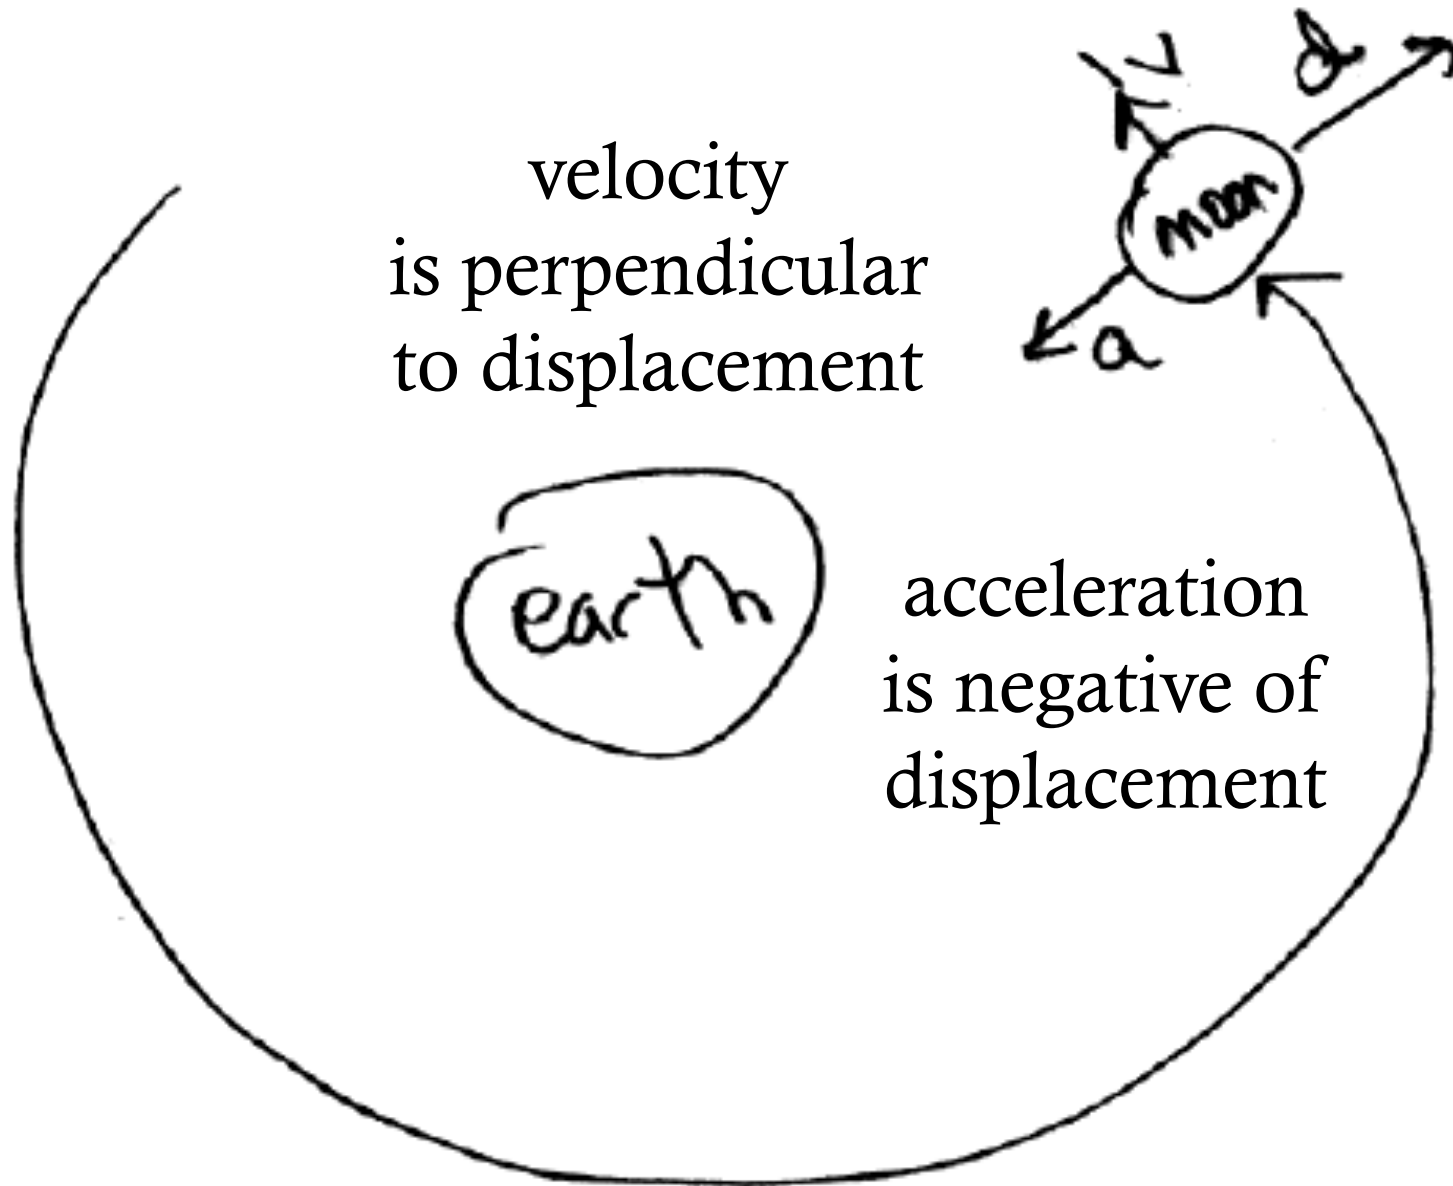 v
d
moon
a
velocity
is perpendicular
to displacement
earth
acceleration
is negative of
displacement